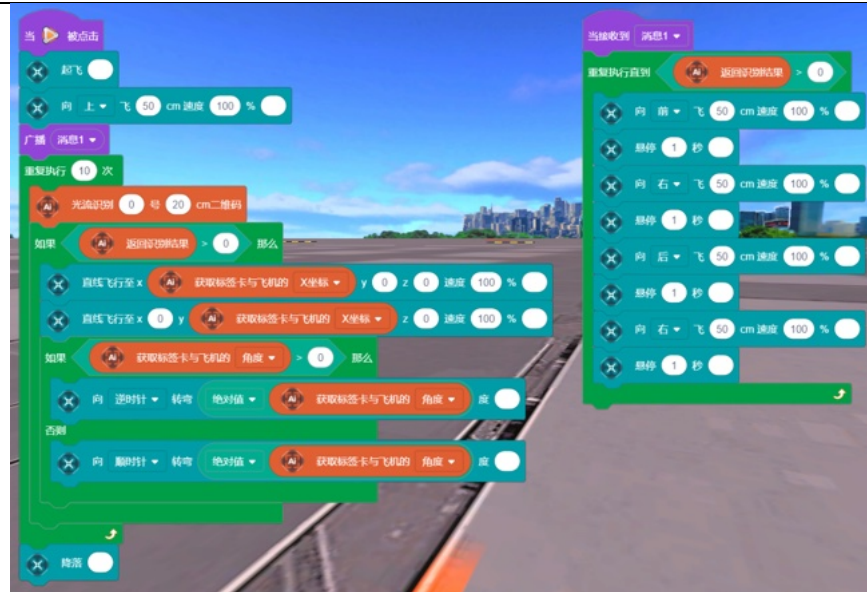 当 被点击
起飞
向 上 飞 50 cm 速度 100 %
广播 消息1
重复执行 10 次
Ai 光流识别 0 号 20 cm二维码
如果 Ai 返回识别结果 > 0 那么
直线飞行至 x Ai 获取标签卡与飞机的 X坐标 y 0 z 0 速度 100 %
直线飞行至 x 0 y Ai 获取标签卡与飞机的 X坐标 z 0 速度 100 %
如果 Ai 获取标签卡与飞机的 角度 > 0 那么
向 逆时针 转弯 绝对值 Ai 获取标签卡与飞机的 角度 度
否则
向 顺时针 转弯 绝对值 Ai 获取标签卡与飞机的 角度 度
降落
当接收到 消息1
重复执行直到 Ai 返回识别结果 > 0
向 前 飞 50 cm 速度 100 %
悬停 1 秒
向 右 飞 50 cm 速度 100 %
悬停 1 秒
向 后 飞 50 cm 速度 100 %
悬停 1 秒
向 右 飞 50 cm 速度 100 %
悬停 1 秒